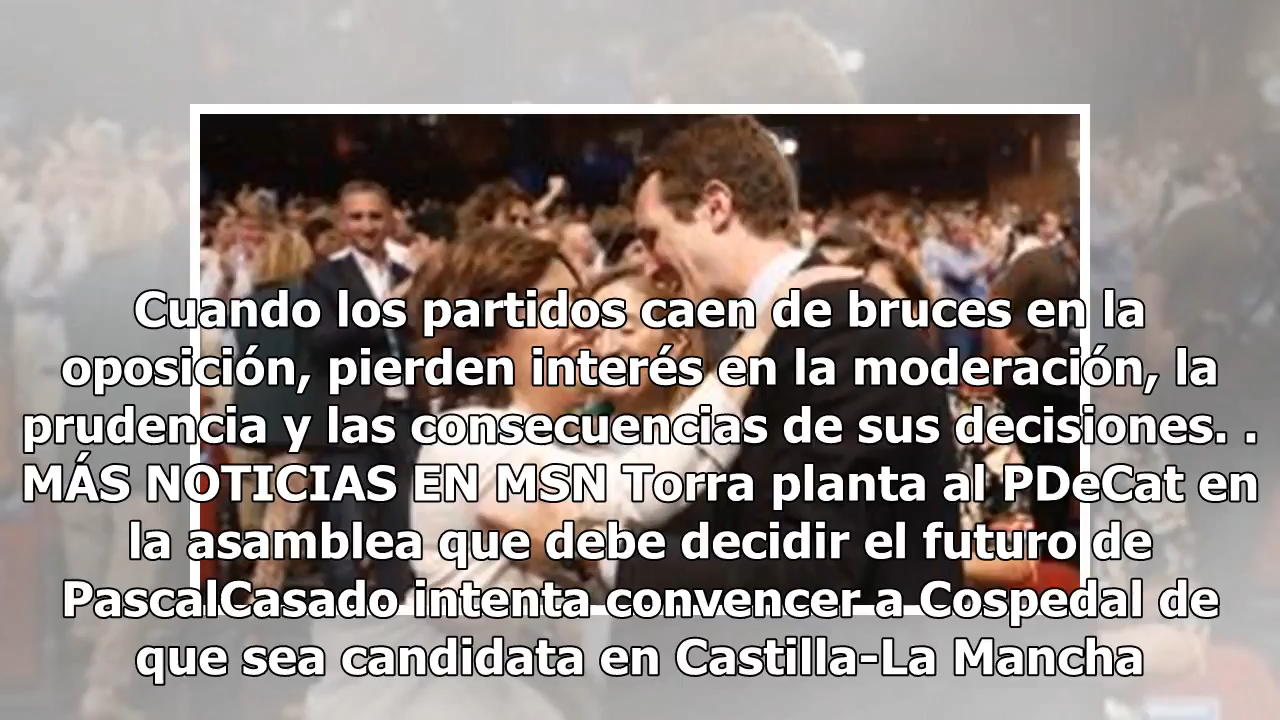 Cuando los partidos caen de bruces en la
oposición, pierden interés en la moderación, la
prudencia y las consecuencias de sus decisiones. .
MÁS NOTICIAS EN MSN Torra planta al PDeCat en
la asamblea que debe decidir el futuro de
PascalCasado intenta convencer a Cospedal de
que sea candidata en Castilla-La Mancha